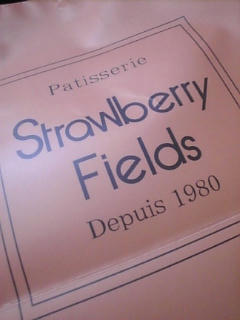 Patisserie
Strawberry
Fields
Depuis 1980